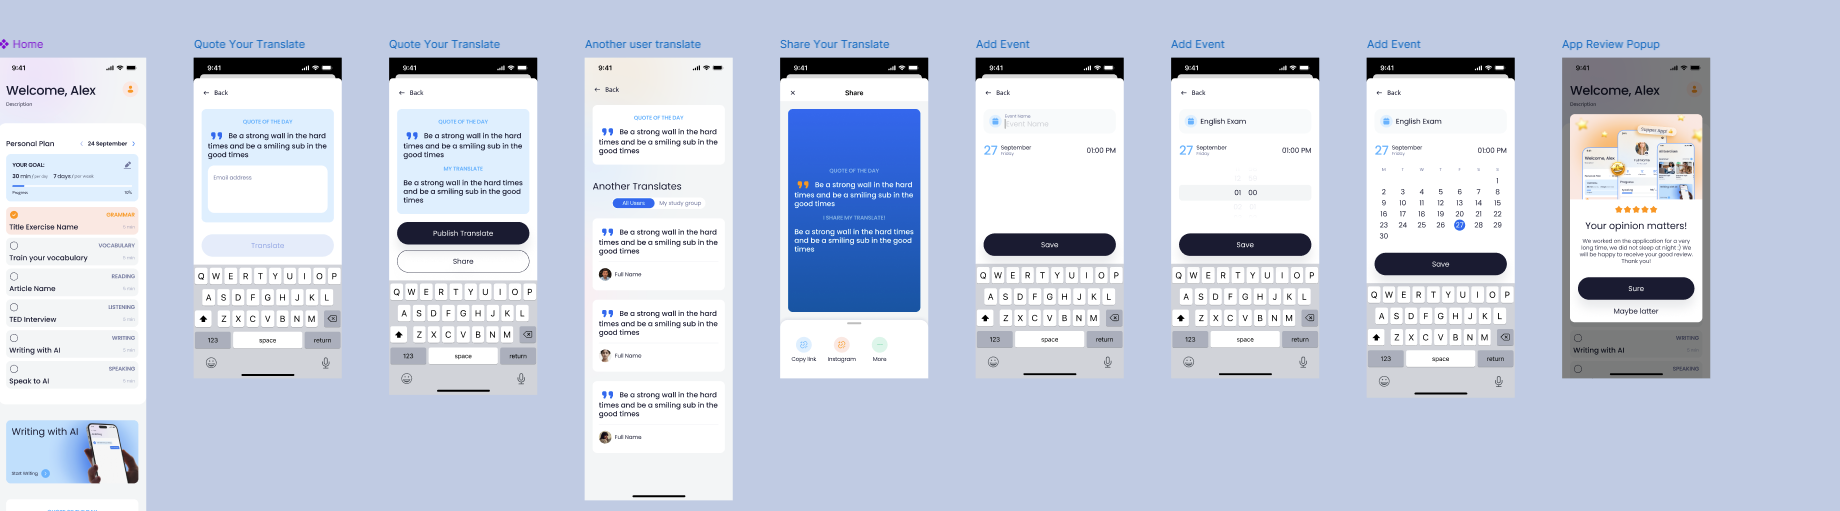 Home
9:41
Welcome, Alex
Description
Personal Plan
24 September
YOUR GOAL:
30 min / per day 7 days / per week
Progress
10%
GRAMMAR
Title Exercise Name
5 min
VOCABULARY
Train your vocabulary
5 min
READING
Article Name
5 min
LISTENING
TED Interview
5 min
WRITING
Writing with AI
5 min
SPEAKING
Speak to AI
5 min
Writing with AI
Start Writing
Quote Your Translate
9:41
Back
QUOTE OF THE DAY
Be a strong wall in the hard
times and be a smiling sub in the
good times
Email address
Translate
Q W E R T Y U I O P
A S D F G H J K L
Z X C V B N M
123 space return
Quote Your Translate
9:41
Back
QUOTE OF THE DAY
Be a strong wall in the hard
times and be a smiling sub in the
good times
MY TRANSLATE
Be a strong wall in the hard times
and be a smiling sub in the good
times
Publish Translate
Share
Q W E R T Y U I O P
A S D F G H J K L
Z X C V B N M
123 space return
Another user translate
9:41
Back
QUOTE OF THE DAY
Be a strong wall in the hard
times and be a smiling sub in the
good times
Another Translates
All Users
My study group
Be a strong wall in the hard
times and be a smiling sub in the
good times
Full Name
Be a strong wall in the hard
times and be a smiling sub in the
good times
Full Name
Be a strong wall in the hard
times and be a smiling sub in the
good times
Full Name
Share Your Translate
9:41
Share
QUOTE OF THE DAY
Be a strong wall in the hard
times and be a smiling sub in the
good times
I SHARE MY TRANSLATE!
Be a strong wall in the hard times
and be a smiling sub in the good
times
Copy link
Instagram
More
Add Event
9:41
Back
Event Name
Event Name
27 September
Friday
01:00 PM
Save
Q W E R T Y U I O P
A S D F G H J K L
Z X C V B N M
123 space return
Add Event
9:41
Back
English Exam
27 September
Friday
01:00 PM
01 00
Save
Q W E R T Y U I O P
A S D F G H J K L
Z X C V B N M
123 space return
Add Event
9:41
Back
English Exam
27 September
Friday
01:00 PM
M T W T F S S
1
2 3 4 5 6 7 8
9 10 11 12 13 14 15
16 17 18 19 20 21 22
23 24 25 26 27 28 29
30
Save
Q W E R T Y U I O P
A S D F G H J K L
Z X C V B N M
123 space return
App Review Popup
9:41
Welcome, Alex
Description
Your opinion matters!
We worked on the application for a very
long time, we did not sleep at night :) We
will be happy to receive your good review.
Thank you!
Sure
Maybe latter
WRITING
Writing with AI
SPEAKING